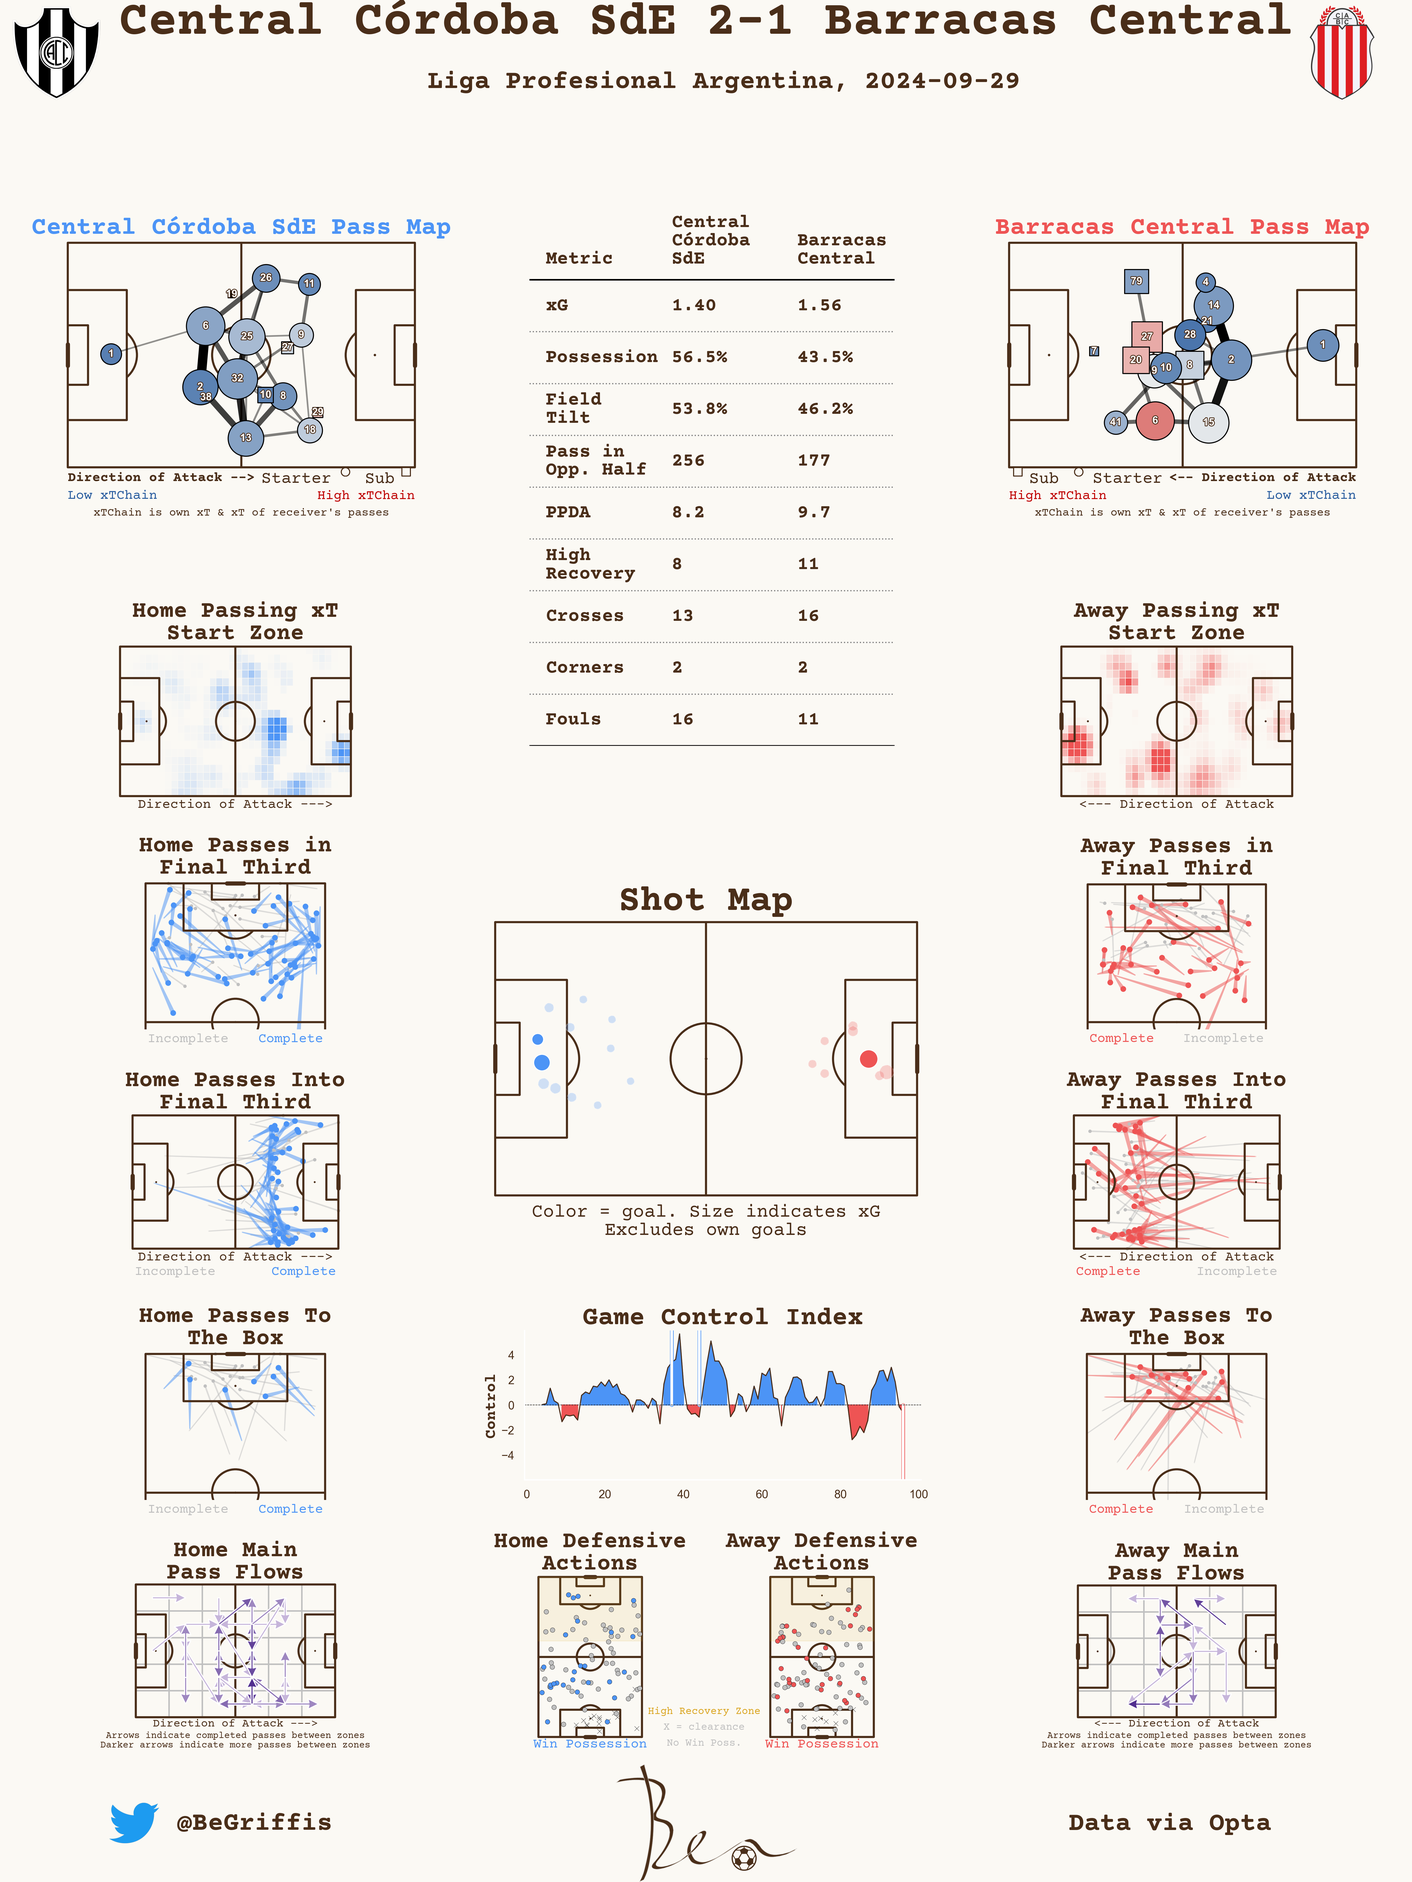 Central Córdoba SdE 2-1 Barracas Central
Liga Profesional Argentina, 2024-09-29
CACC
C.A.
B.C.
Central Córdoba SdE Pass Map
26
11
19
6
25
9
27
1
32
2
38
10
8
29
18
13
Direction of Attack --> Starter Sub
Low xTChain High xTChain
xTChain is own xT & xT of receiver's passes
Metric Central Córdoba SdE Barracas Central
xG 1.40 1.56
Possession 56.5% 43.5%
Field Tilt 53.8% 46.2%
Pass in Opp. Half 256 177
PPDA 8.2 9.7
High Recovery 8 11
Crosses 13 16
Corners 2 2
Fouls 16 11
Barracas Central Pass Map
79
4
14
21
27
28
1
7
20
9
10
8
2
41
6
15
Sub Starter <-- Direction of Attack
High xTChain Low xTChain
xTChain is own xT & xT of receiver's passes
Home Passing xT
Start Zone
Direction of Attack --->
Away Passing xT
Start Zone
<--- Direction of Attack
Home Passes in
Final Third
Incomplete Complete
Away Passes in
Final Third
Complete Incomplete
Shot Map
Color = goal. Size indicates xG
Excludes own goals
Home Passes Into
Final Third
Direction of Attack --->
Incomplete Complete
Away Passes Into
Final Third
<--- Direction of Attack
Complete Incomplete
Home Passes To
The Box
Incomplete Complete
Game Control Index
Control
4
2
0
−2
−4
0 20 40 60 80 100
Away Passes To
The Box
Complete Incomplete
Home Main
Pass Flows
Direction of Attack --->
Arrows indicate completed passes between zones
Darker arrows indicate more passes between zones
Home Defensive
Actions
Win Possession
High Recovery Zone
X = clearance
No Win Poss.
Away Defensive
Actions
Win Possession
Away Main
Pass Flows
<--- Direction of Attack
Arrows indicate completed passes between zones
Darker arrows indicate more passes between zones
@BeGriffis
Ben
Data via Opta